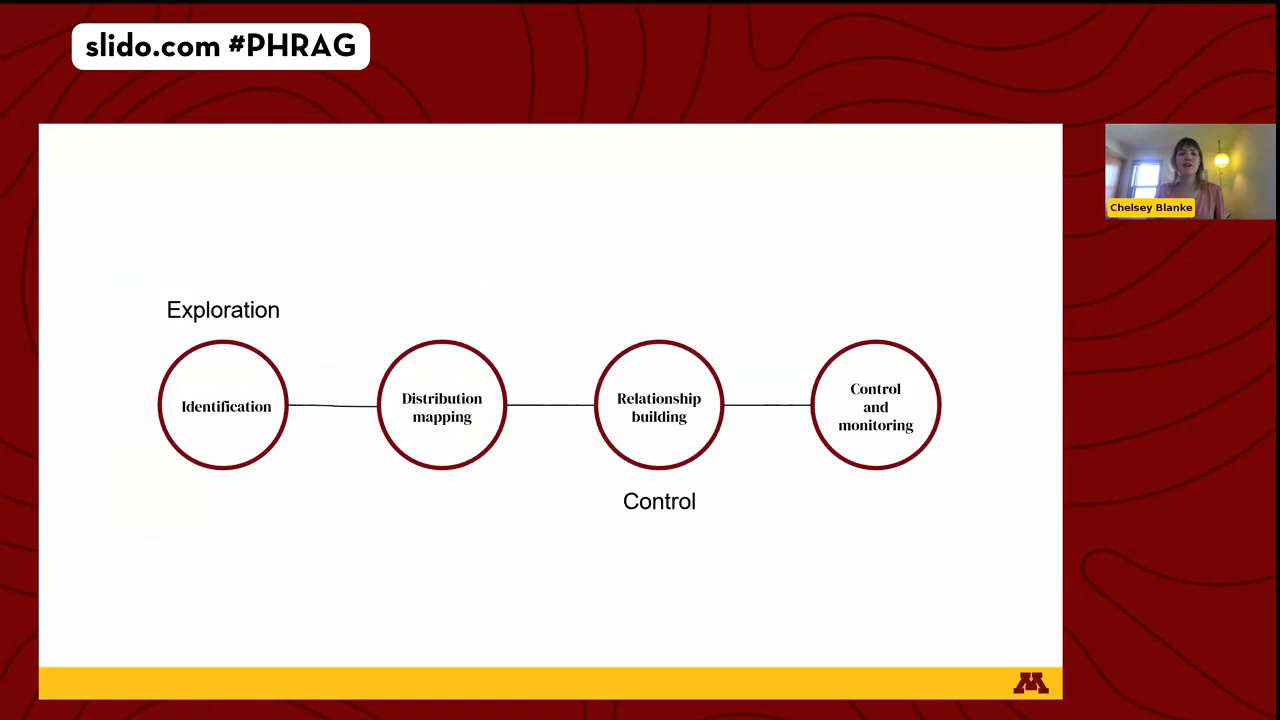 slido.com #PHRAG
Chelsey Blanke
Exploration
Identification
Distribution
mapping
Relationship
building
Control
and
monitoring
Control